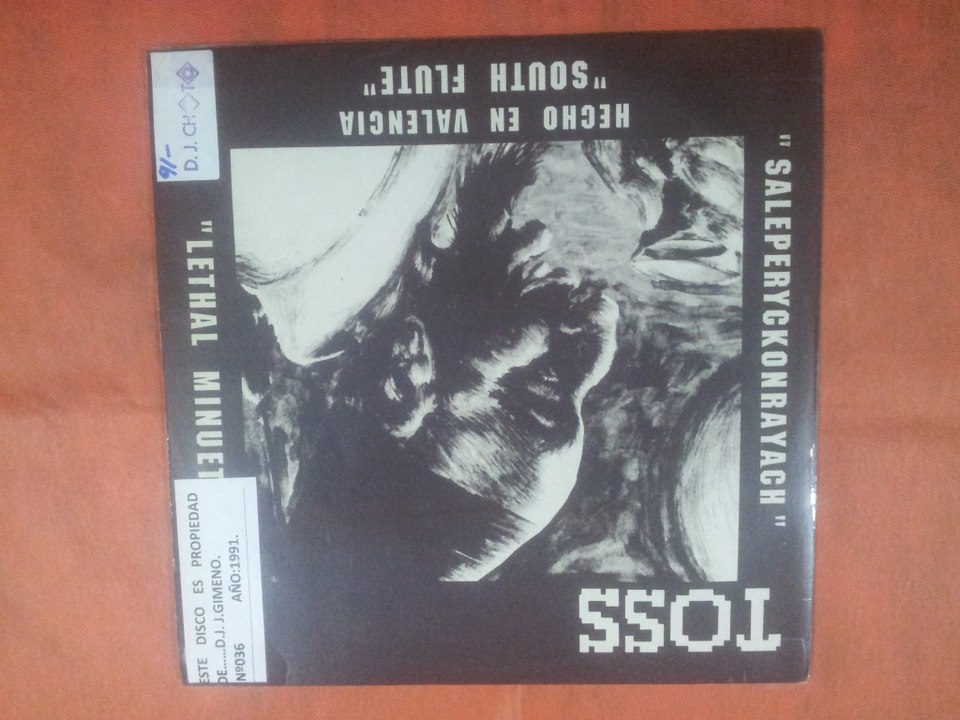 TOSS
"SALEPERYCKONRAYACH"
HECHO EN VALENCIA
"SOUTH FLUTE"
"LETHAL MINUET
D. J. CH◇T
9/-
ESTE DISCO ES PROPIEDAD
DE......D.J. J.GIMENO.
Nº036 AÑO:1991.